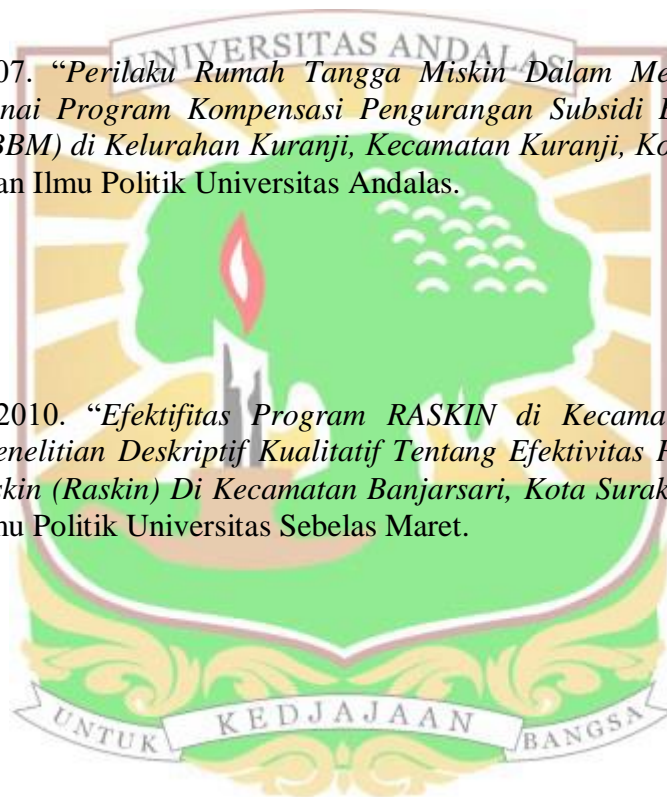 UNIVERSITAS ANDALAS
07. “Perilaku Rumah Tangga Miskin Dalam Me
nai Program Kompensasi Pengurangan Subsidi
BBM) di Kelurahan Kuranji, Kecamatan Kuranji, Ko
an Ilmu Politik Universitas Andalas.
2010. “Efektifitas Program RASKIN di Kecama
enelitian Deskriptif Kualitatif Tentang Efektivitas
skin (Raskin) Di Kecamatan Banjarsari, Kota Surak
mu Politik Universitas Sebelas Maret.
UNTUK KEDJAJAAN BANGSA